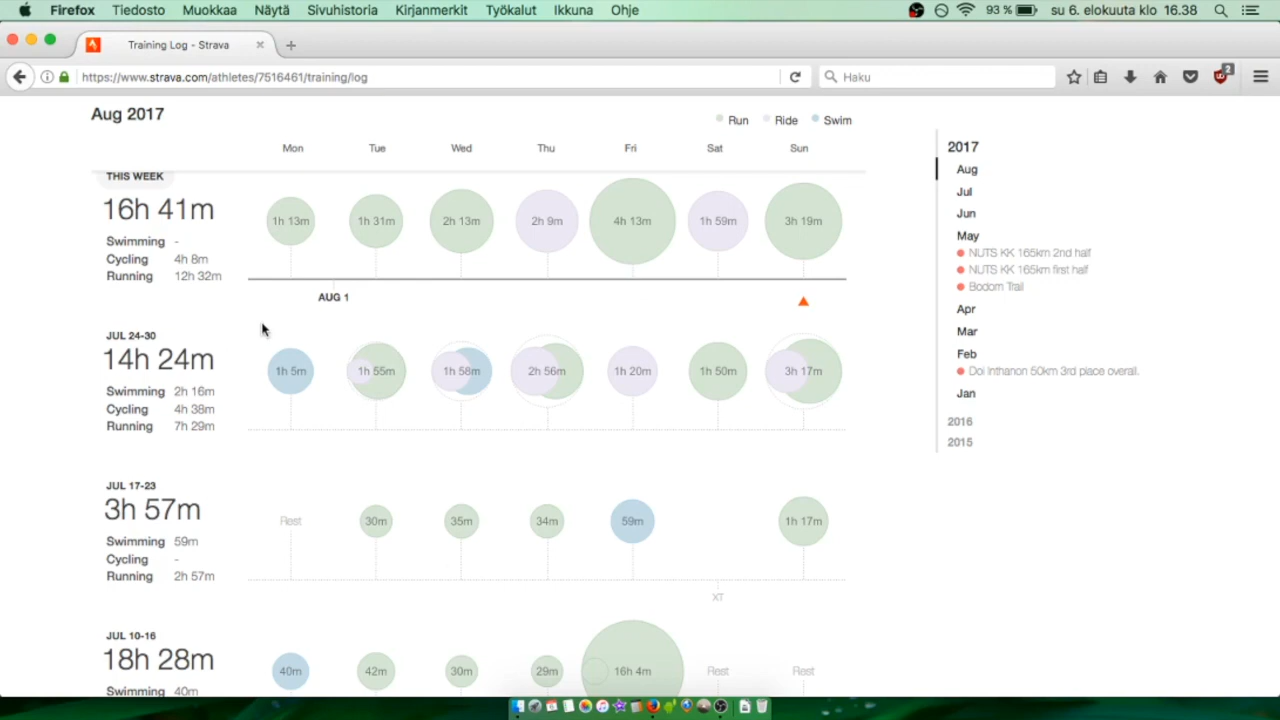 Firefox Tiedosto Muokkaa Näytä Sivuhistoria Kirjanmerkit Työkalut Ikkuna Ohje 93 % su 6. elokuuta klo 16.38
Training Log - Strava
https://www.strava.com/athletes/7516461/training/log Haku 2
Aug 2017
Run Ride Swim
Mon Tue Wed Thu Fri Sat Sun
THIS WEEK
16h 41m
1h 13m 1h 31m 2h 13m 2h 9m 4h 13m 1h 59m 3h 19m
Swimming -
Cycling 4h 8m
Running 12h 32m
AUG 1
JUL 24-30
14h 24m
1h 5m 1h 55m 1h 58m 2h 56m 1h 20m 1h 50m 3h 17m
Swimming 2h 16m
Cycling 4h 38m
Running 7h 29m
JUL 17-23
3h 57m
Rest 30m 35m 34m 59m 1h 17m
Swimming 59m
Cycling -
Running 2h 57m
XT
JUL 10-16
18h 28m
40m 42m 30m 29m 16h 4m Rest Rest
Swimming 40m
2017
Aug
Jul
Jun
May
NUTS KK 165km 2nd half
NUTS KK 165km first half
Bodom Trail
Apr
Mar
Feb
Doi Inthanon 50km 3rd place overall.
Jan
2016
2015